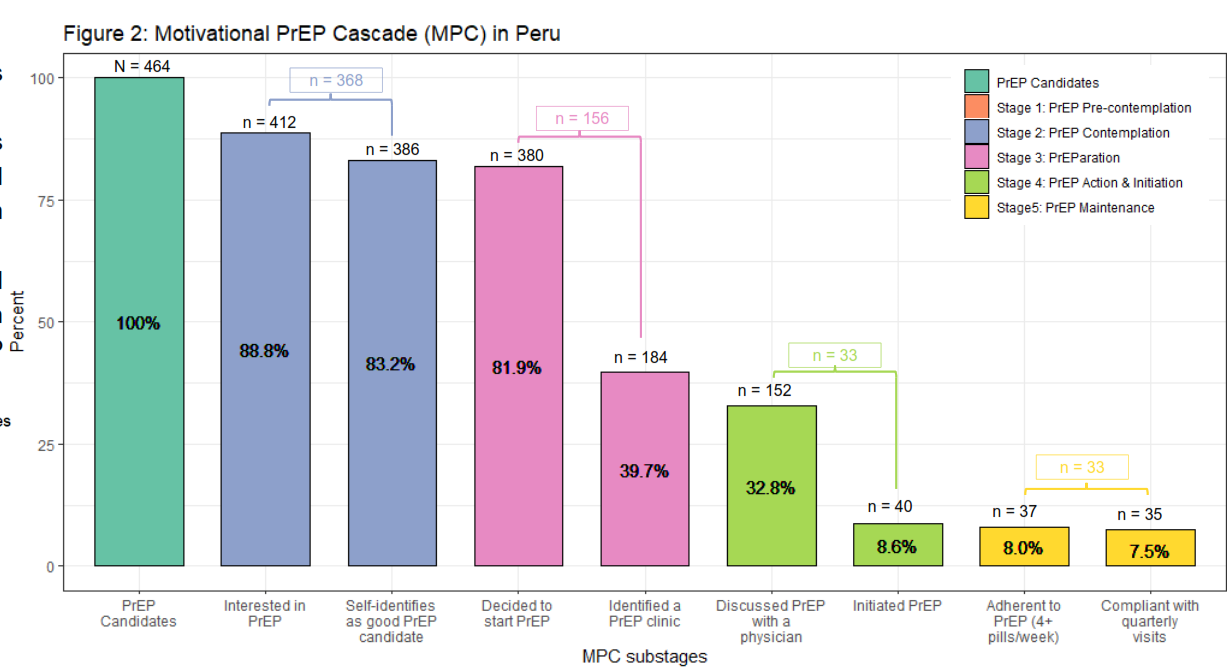 Figure 2: Motivational PrEP Cascade (MPC) in Peru
N = 464
n = 412
n = 368
n = 386
n = 380
n = 156
n = 184
n = 152
n = 33
n = 40
n = 37
n = 33
n = 35
PrEP Candidates
Stage 1: PrEP Pre-contemplation
Stage 2: PrEP Contemplation
Stage 3: PrEParation
Stage 4: PrEP Action & Initiation
Stage5: PrEP Maintenance
Percent
100
75
50
25
0
100%
88.8%
83.2%
81.9%
39.7%
32.8%
8.6%
8.0%
7.5%
PrEP
Candidates
Interested in
PrEP
Self-identifies
as good PrEP
candidate
Decided to
start PrEP
Identified a
PrEP clinic
Discussed PrEP
with a
physician
Initiated PrEP
Adherent to
PrEP (4+
pills/week)
Compliant with
quarterly
visits
MPC substages